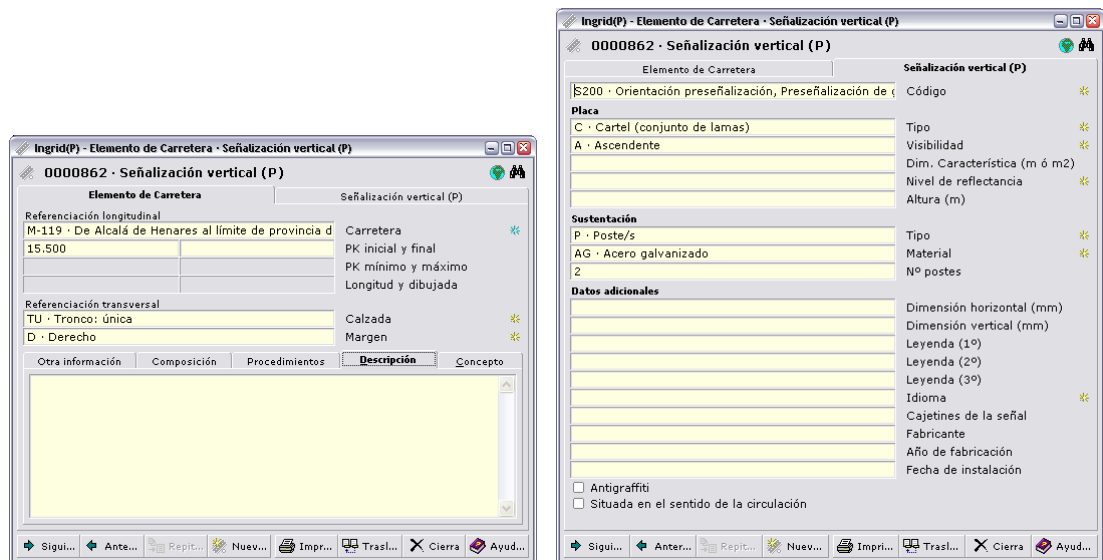 Ingrid(P) - Elemento de Carretera · Señalización vertical (P)
0000862 · Señalización vertical (P)
Elemento de Carretera Señalización vertical (P)
Referenciación longitudinal
M-119 · De Alcalá de Henares al límite de provincia d Carretera
15.500 PK inicial y final
PK mínimo y máximo
Longitud y dibujada
Referenciación transversal
TU · Tronco: única Calzada
D · Derecho Margen
Otra información Composición Procedimientos Descripción Concepto
Sigui... Ante... Repit... Nuev... Impr... Trasl... Cierra Ayud...
Ingrid(P) - Elemento de Carretera · Señalización vertical (P)
0000862 · Señalización vertical (P)
Elemento de Carretera Señalización vertical (P)
S200 · Orientación preseñalización, Preseñalización de g Código
Placa
C · Cartel (conjunto de lamas) Tipo
A · Ascendente Visibilidad
Dim. Característica (m ó m2)
Nivel de reflectancia
Altura (m)
Sustentación
P · Poste/s Tipo
AG · Acero galvanizado Material
2 Nº postes
Datos adicionales
Dimensión horizontal (mm)
Dimensión vertical (mm)
Leyenda (1º)
Leyenda (2º)
Leyenda (3º)
Idioma
Cajetines de la señal
Fabricante
Año de fabricación
Fecha de instalación
Antigraffiti
Situada en el sentido de la circulación
Sigui... Anter... Repit... Nuev... Impri... Trasl... Cierra Ayud...